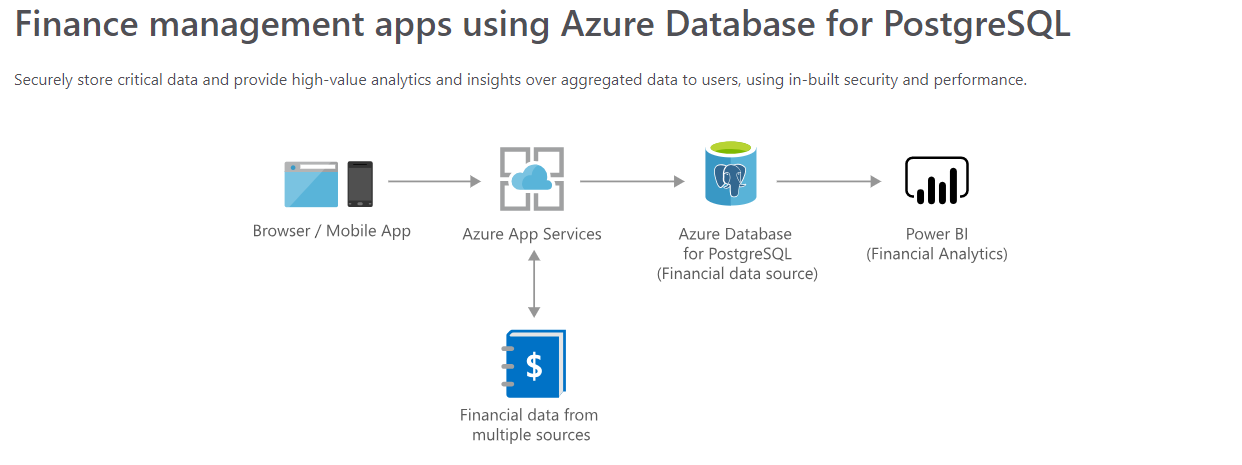 Finance management apps using Azure Database for PostgreSQL
Securely store critical data and provide high-value analytics and insights over aggregated data to users, using in-built security and performance.
Browser / Mobile App
Azure App Services
Azure Database
for PostgreSQL
(Financial data source)
Power BI
(Financial Analytics)
$
Financial data from
multiple sources